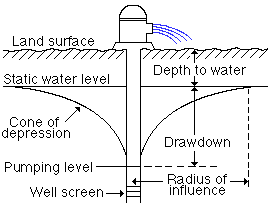 Land surface
Depth to water
Static water level
Cone of
depression
Drawdown
Pumping level
Radius of
influence
Well screen